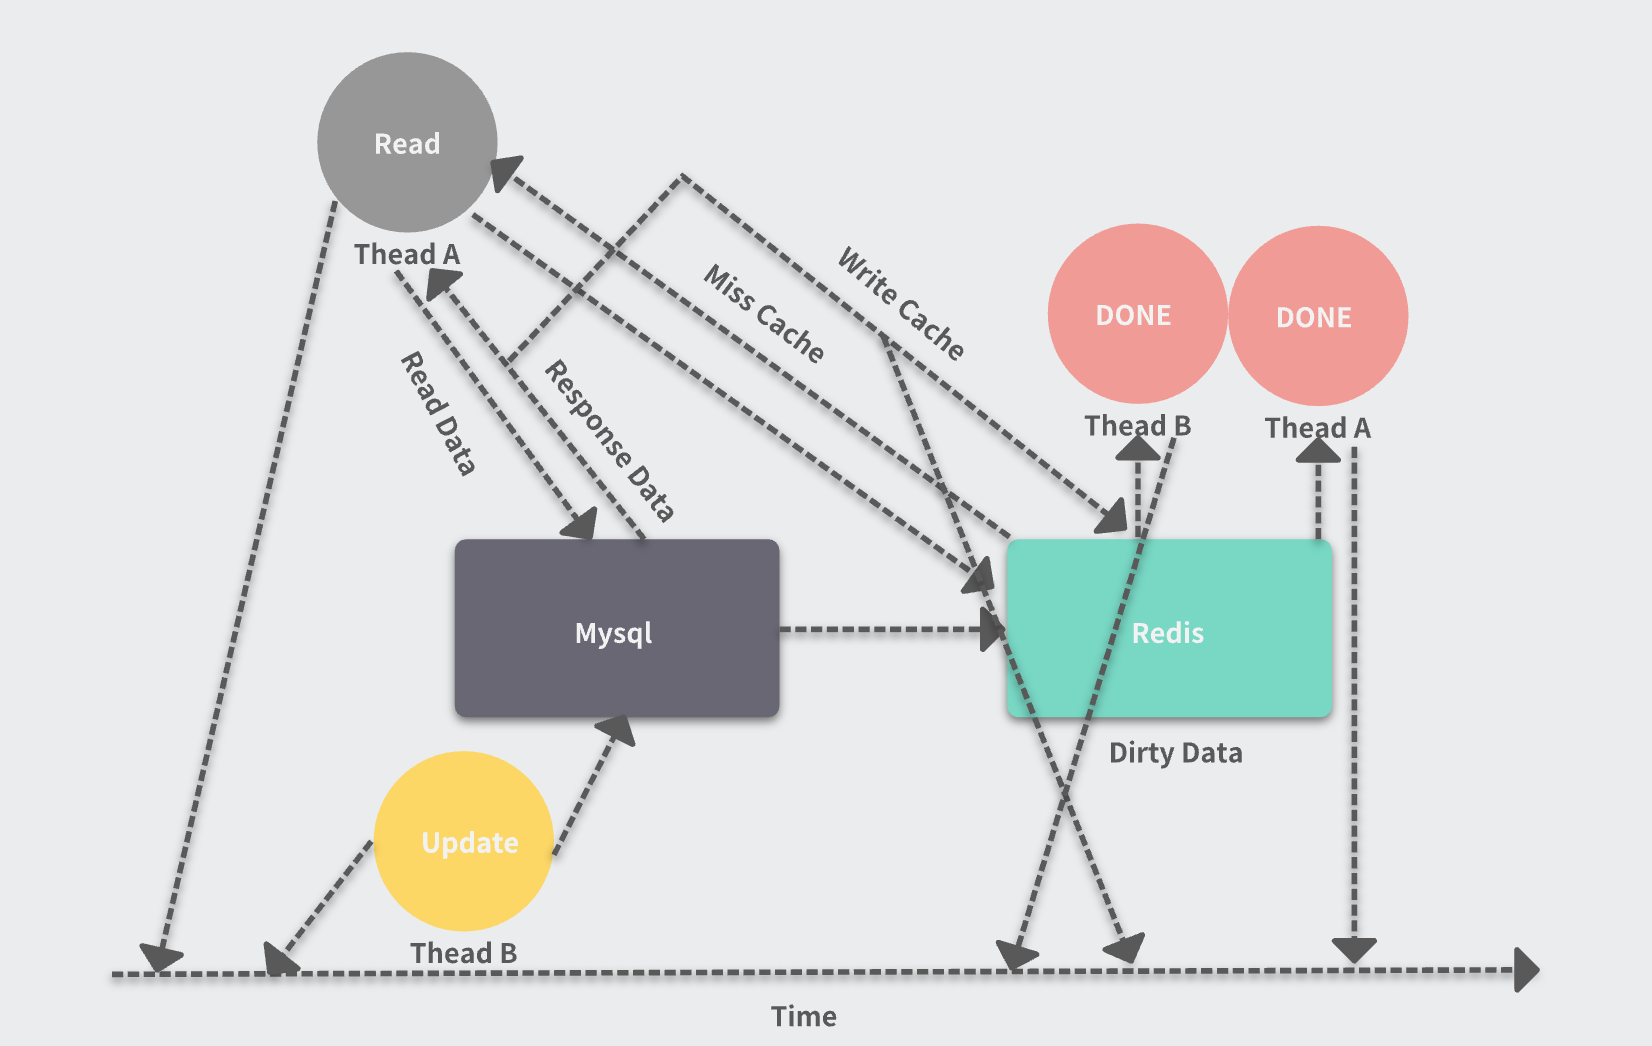 Read
Thead A
Write Cache
Miss Cache
DONE
DONE
Thead B
Thead A
Read Data
Response Data
Mysql
Redis
Dirty Data
Update
Thead B
Time